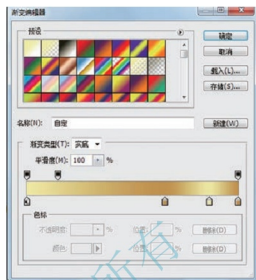 渐变编辑器
预设
确定
取消
载入(L)...
存储(S)...
名称(N): 自定
新建(W)
渐变类型(T): 实底
平滑度(M): 100 %
色标
不透明度: % 位置: % 删除(D)
颜色: 位置: % 删除(D)
所有